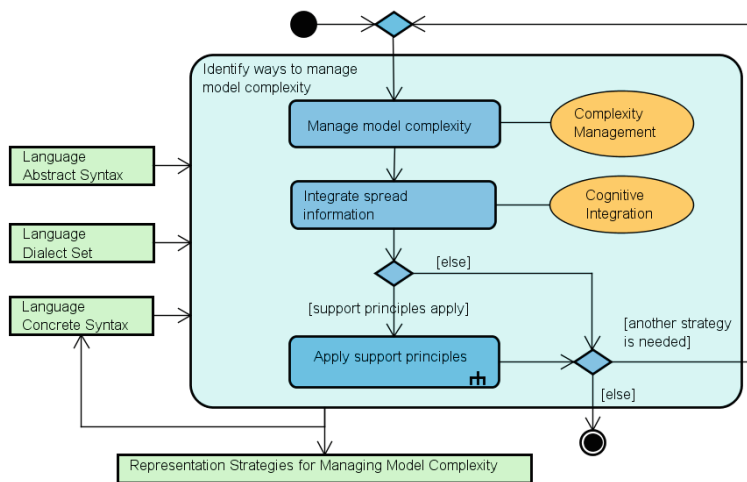 Identify ways to manage
model complexity
Manage model complexity
Complexity
Management
Language
Abstract Syntax
Integrate spread
information
Cognitive
Integration
Language
Dialect Set
[else]
Language
Concrete Syntax
[support principles apply]
[another strategy
is needed]
Apply support principles
[else]
Representation Strategies for Managing Model Complexity